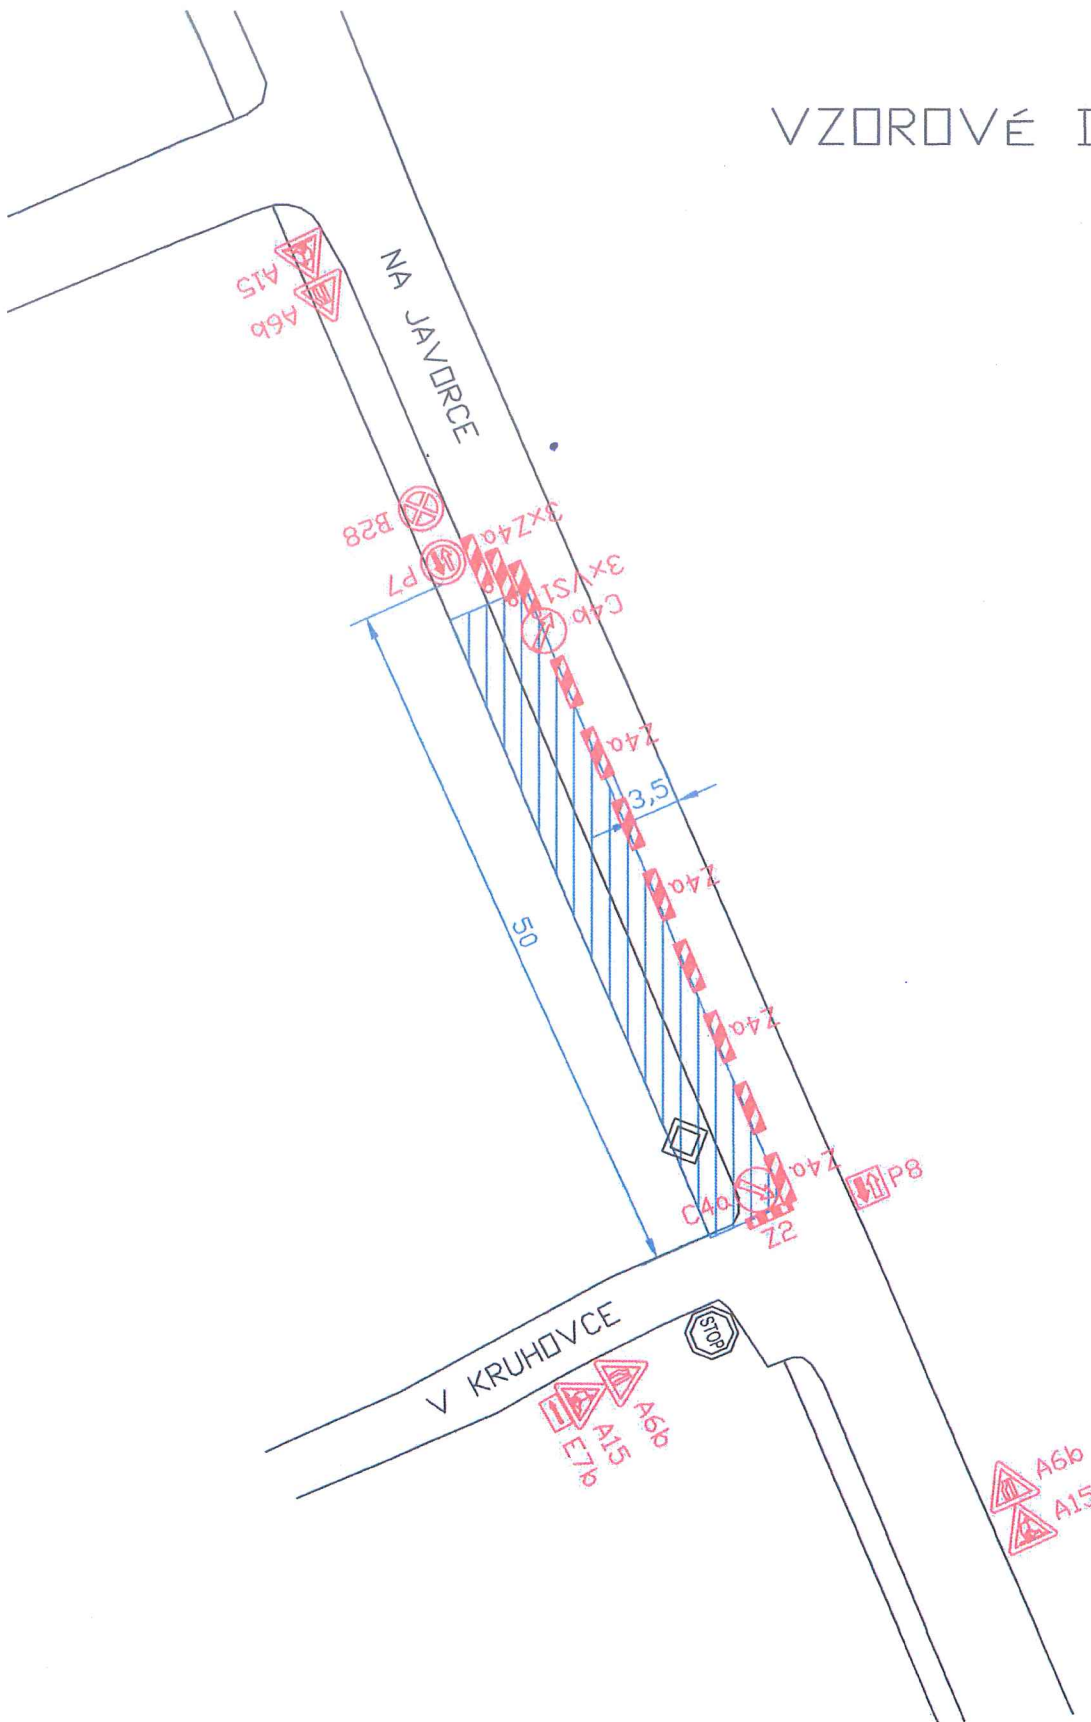 VZOROVÉ
A15
A6b
NA JAVORCE
B28
P7
3xZ4a
3xVS1
C4b
Z4a
3,5
Z4a
50
Z4a
Z4a
C4a
Z2
P8
V KRUHOVCE
STOP
A6b
A15
E7b
A6b
A15